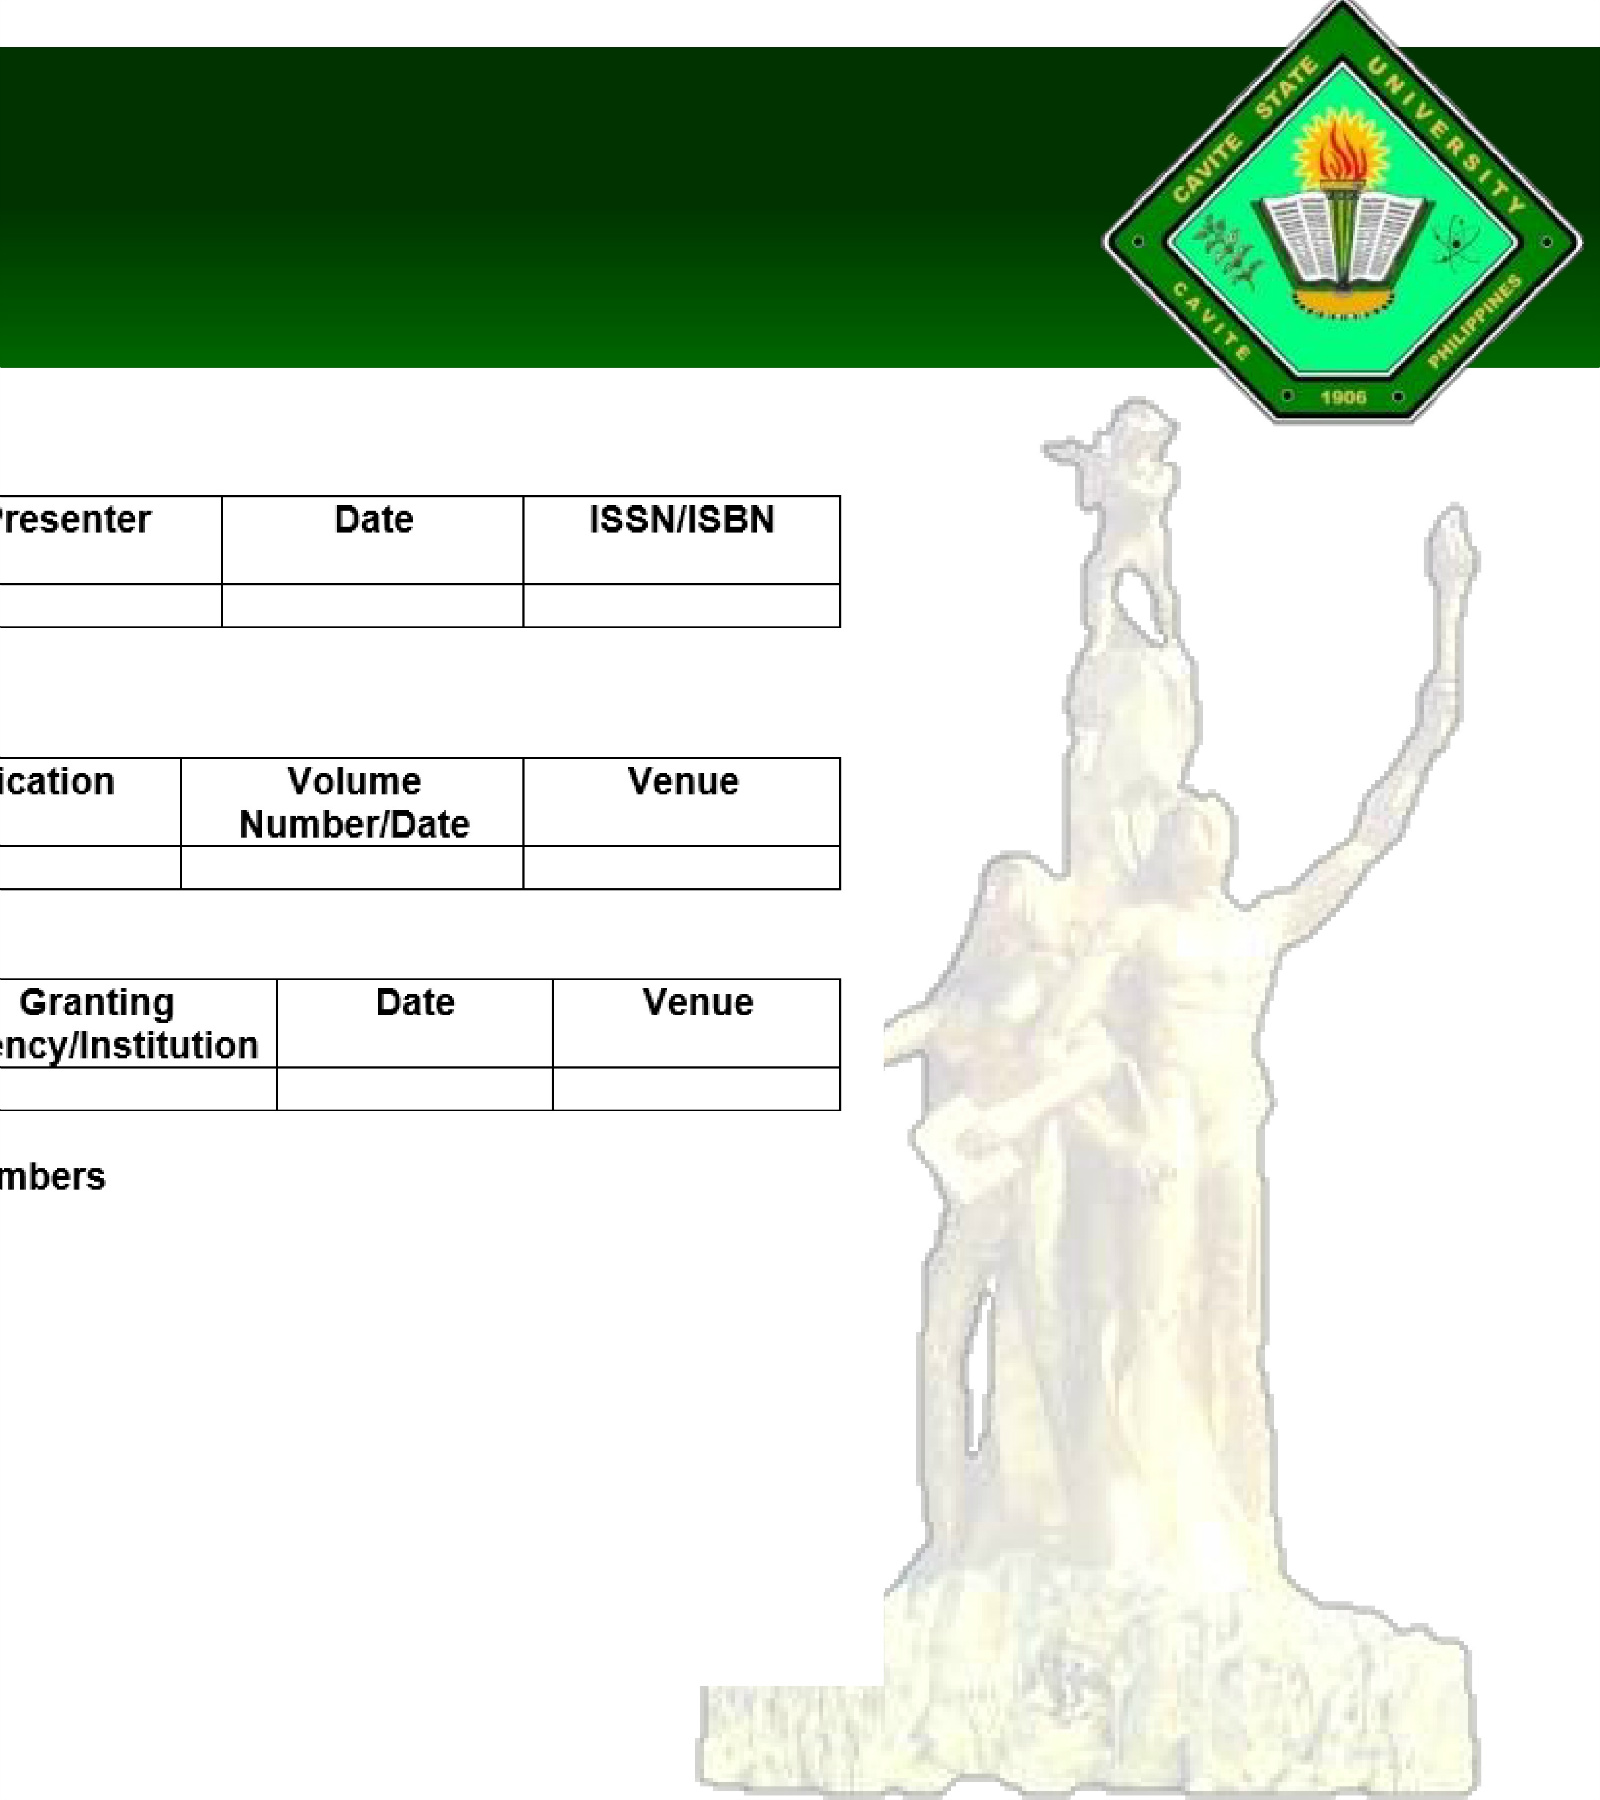 CAVITE STATE UNIVERSITY
CAVITE PHILIPPINES
1906
Presenter Date ISSN/ISBN
ication Volume Number/Date Venue
Granting ency/Institution Date Venue
mbers